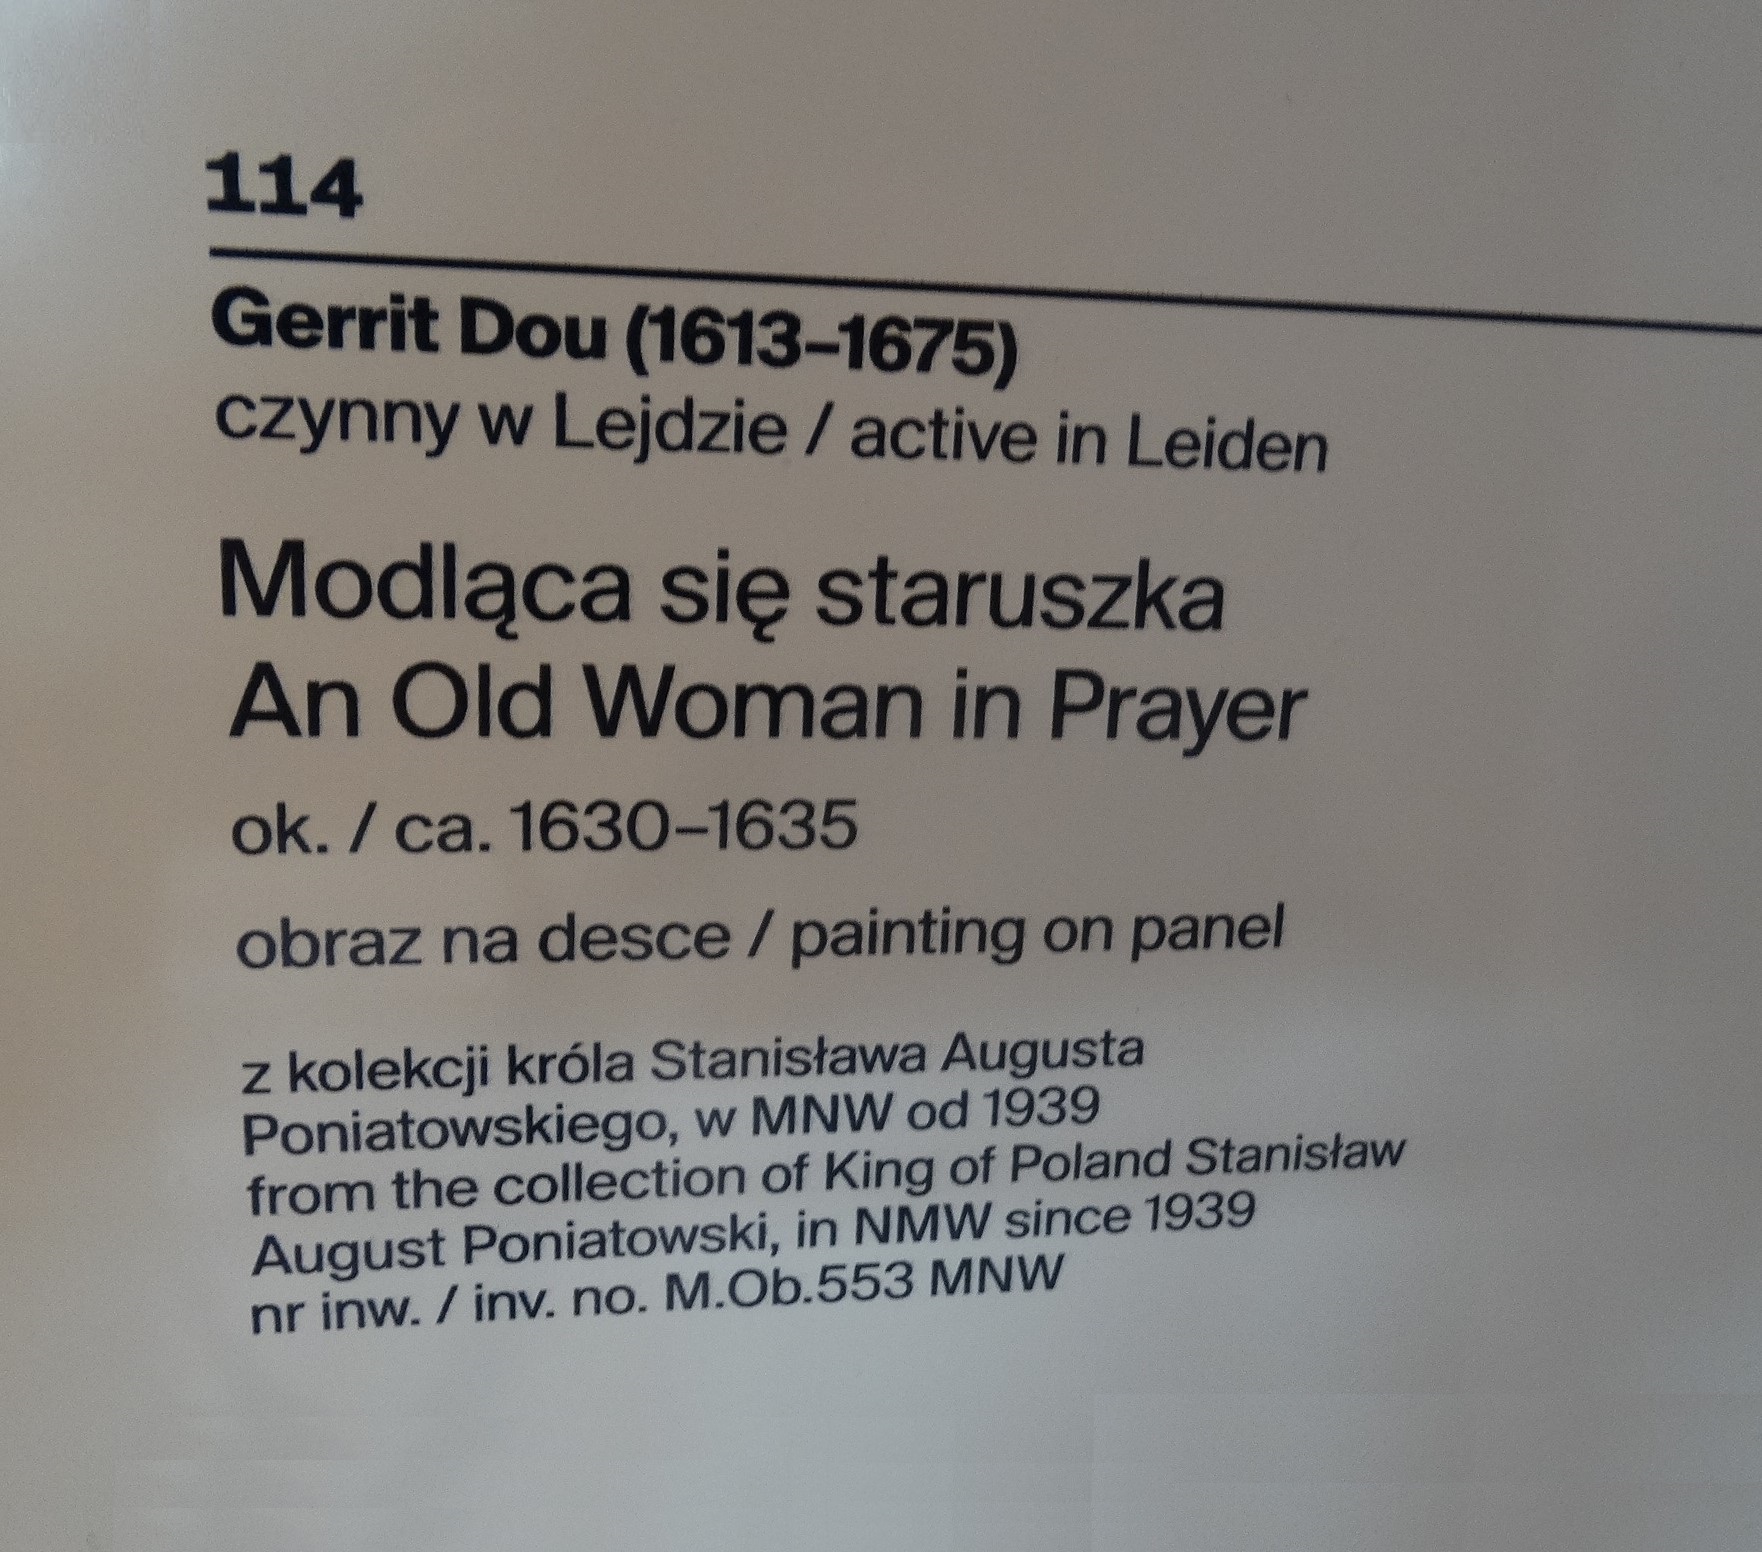 114
Gerrit Dou (1613–1675)
czynny w Lejdzie / active in Leiden
Modląca się staruszka
An Old Woman in Prayer
ok. / ca. 1630–1635
obraz na desce / painting on panel
z kolekcji króla Stanisława Augusta
Poniatowskiego, w MNW od 1939
from the collection of King of Poland Stanisław
August Poniatowski, in NMW since 1939
nr inw. / inv. no. M.Ob.553 MNW